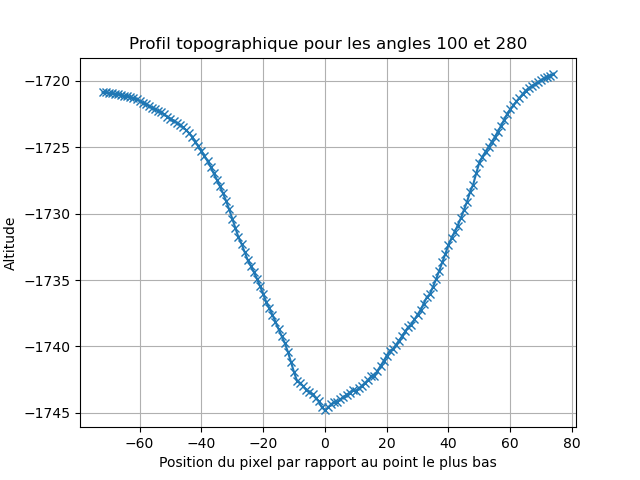 Profil topographique pour les angles 100 et 280
Altitude
−1720
−1725
−1730
−1735
−1740
−1745
−60 −40 −20 0 20 40 60 80
Position du pixel par rapport au point le plus bas